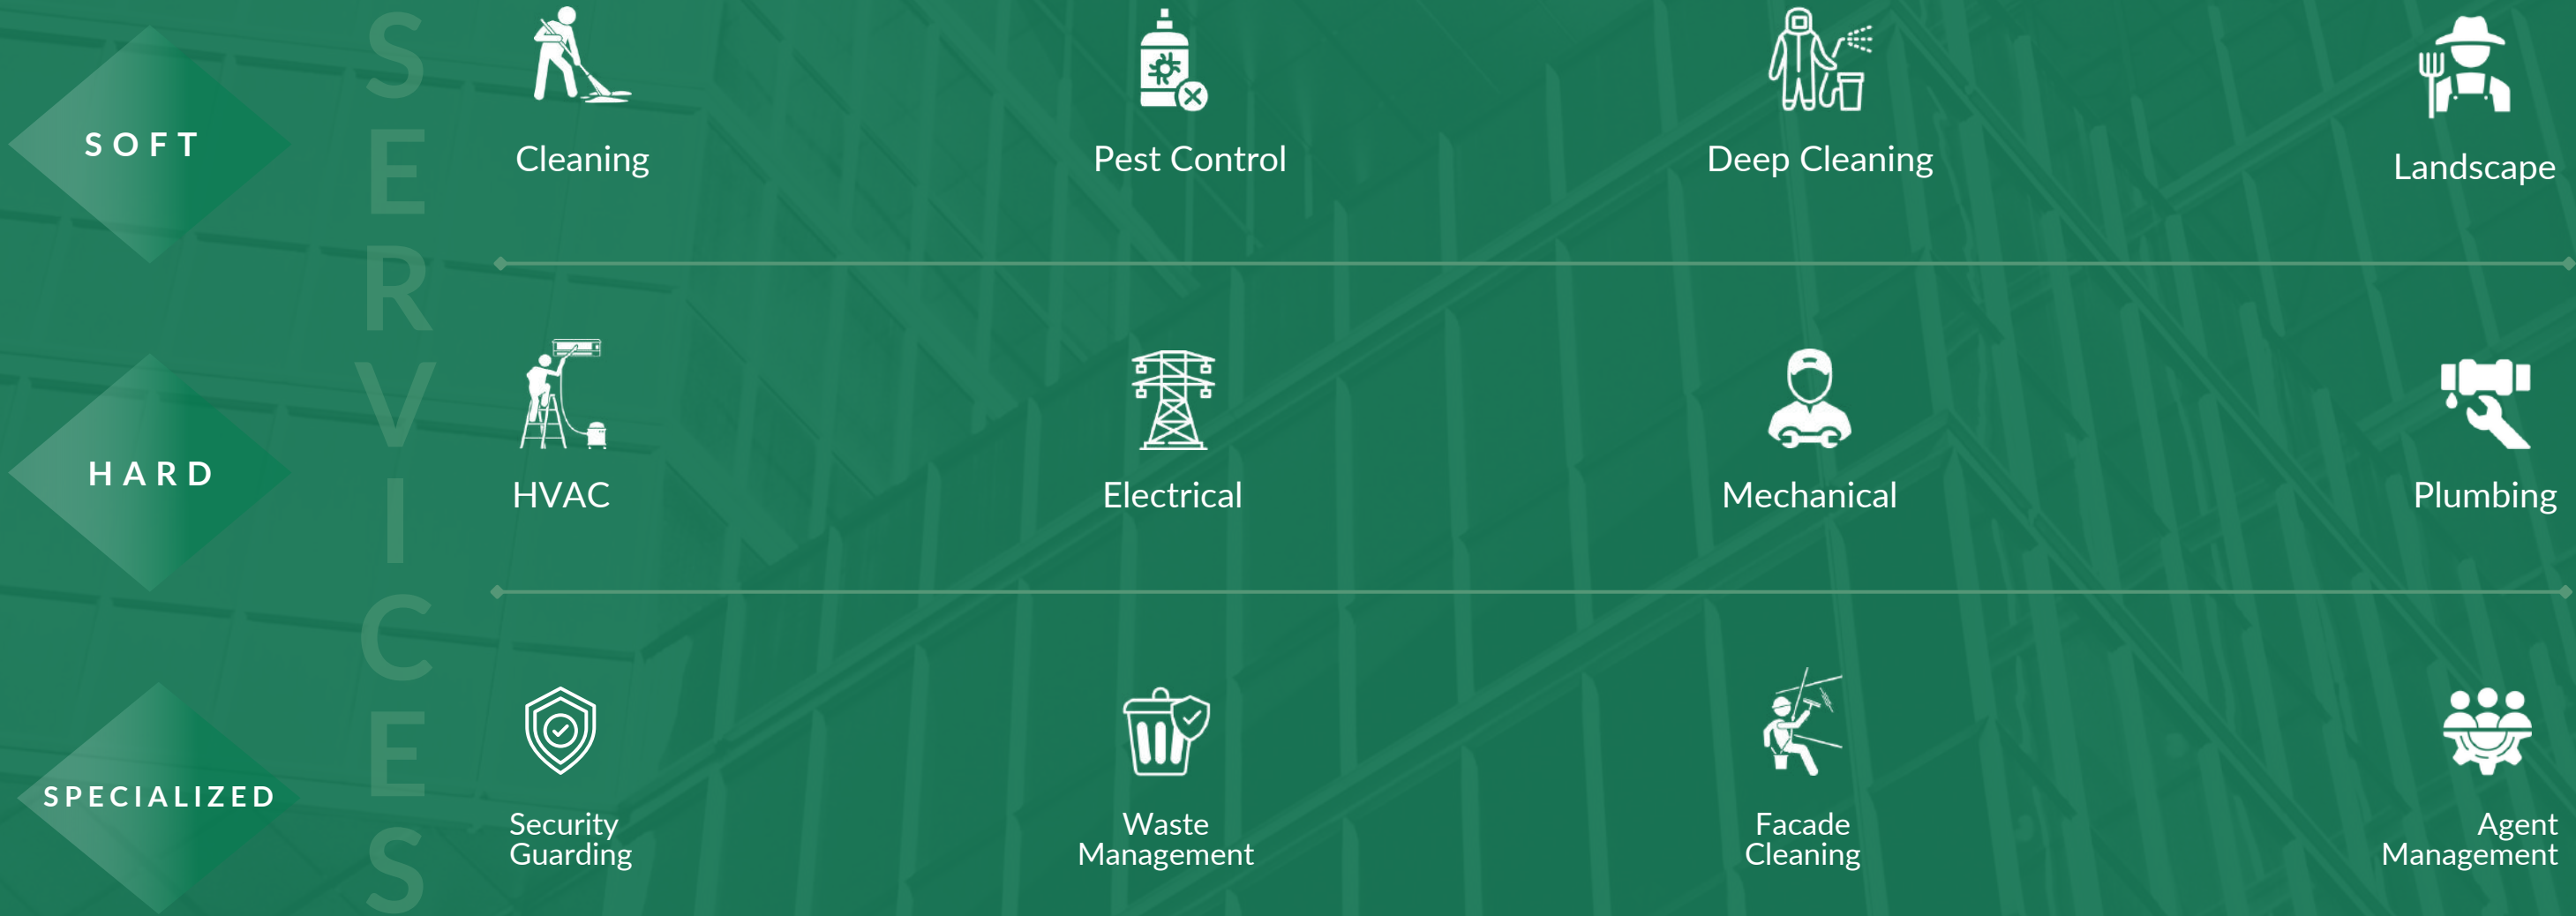 SERVICES
SOFT
Cleaning
Pest Control
Deep Cleaning
Landscape
HARD
HVAC
Electrical
Mechanical
Plumbing
SPECIALIZED
Security
Guarding
Waste
Management
Facade
Cleaning
Agent
Management